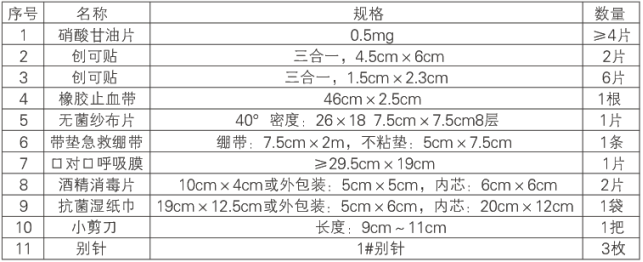 序号 名称 规格 数量
1 硝酸甘油片 0.5mg ≥4片
2 创可贴 三合一，4.5cm×6cm 2片
3 创可贴 三合一，1.5cm×2.3cm 6片
4 橡胶止血带 46cm×2.5cm 1根
5 无菌纱布片 40° 密度：26×18 7.5cm×7.5cm8层 1片
6 带垫急救绷带 绷带：7.5cm×2m，不粘垫：5cm×7.5cm 1条
7 口对口呼吸膜 ≥29.5cm×19cm 1片
8 酒精消毒片 10cm×4cm或外包装：5cm×5cm，内芯：6cm×6cm 2片
9 抗菌湿纸巾 19cm×12.5cm或外包装：5cm×6cm，内芯：20cm×12cm 1袋
10 小剪刀 长度：9cm~11cm 1把
11 别针 1#别针 3枚